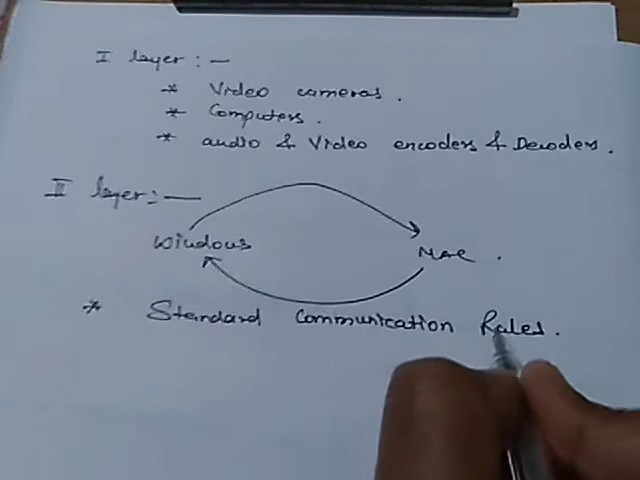 I layer : —
* Video cameras .
* Computers .
* audio & Video encoders & Decoders .
II layer : —
Windows Mac .
* Standard Communication Rules .